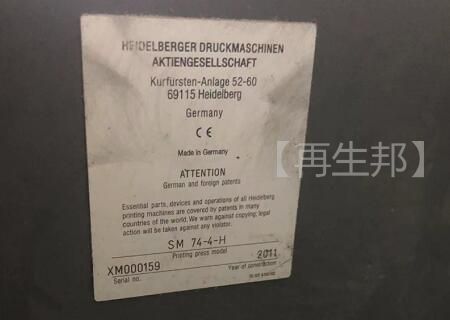 HEIDELBERGER DRUCKMASCHINEN
AKTIENGESELLSCHAFT
Kurfürsten-Anlage 52-60
69115 Heidelberg
Germany
CE
Made in Germany
ATTENTION
German and foreign patents
Essential parts, devices and operations of all Heidelberg
printing machines are covered by patents in many
countries of the world. We warn against copying; legal
action will be taken against any violator.
SM 74-4-H
Printing press model
XM000159
2011
Serial no.
Year of construction
【再生邦】